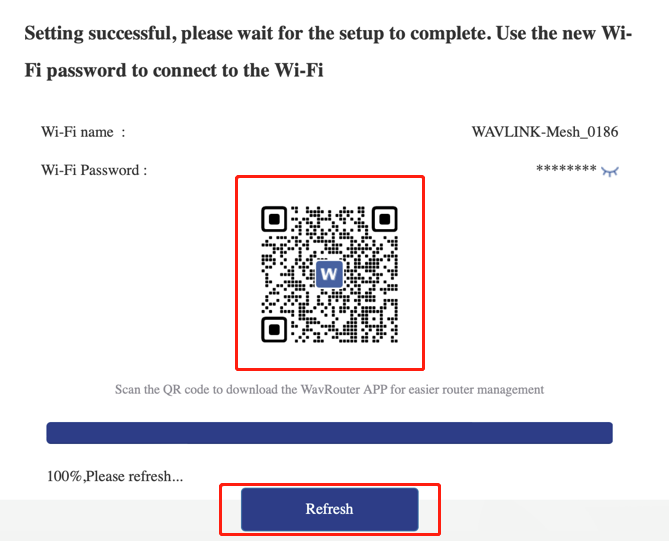 Setting successful, please wait for the setup to complete. Use the new Wi-
Fi password to connect to the Wi-Fi
Wi-Fi name : WAVLINK-Mesh_0186
Wi-Fi Password : ********
W
Scan the QR code to download the WavRouter APP for easier router management
100%,Please refresh...
Refresh